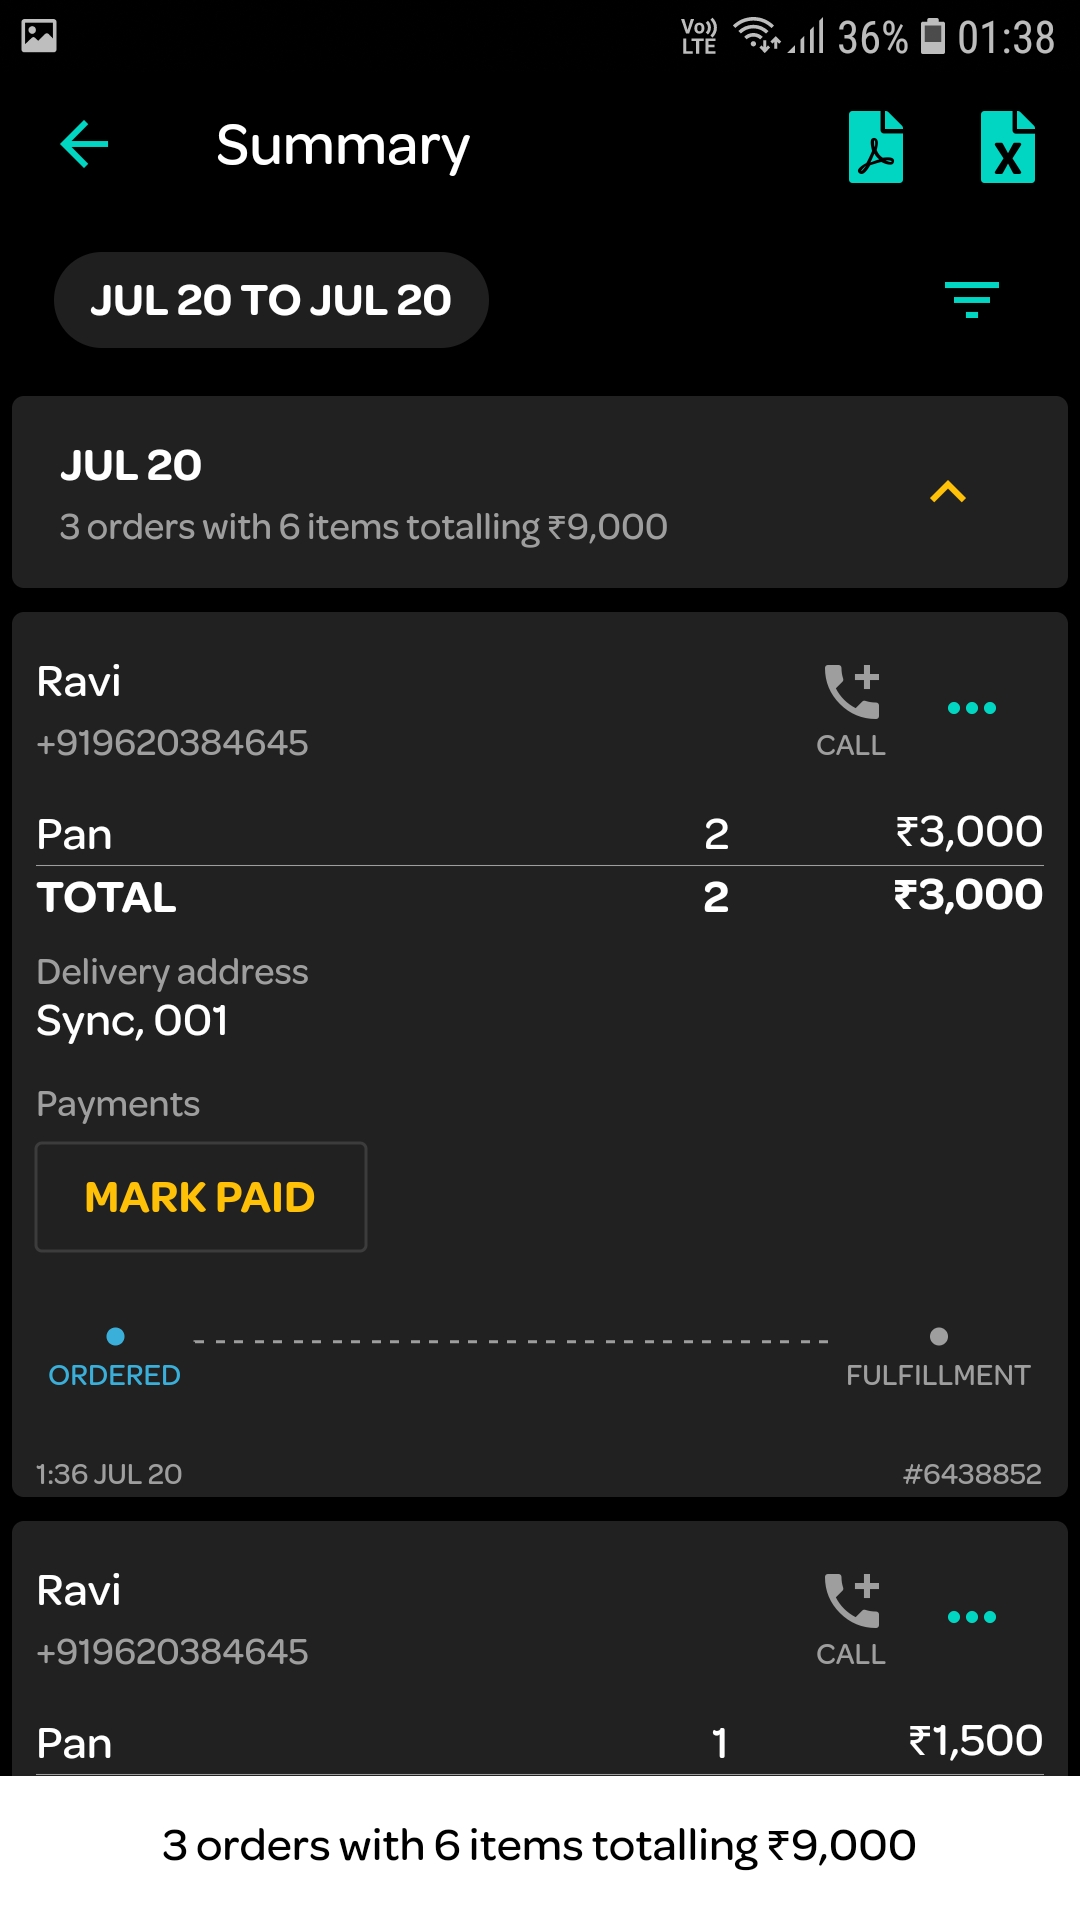 Vo)) LTE 36% 01:38
Summary
JUL 20 TO JUL 20
JUL 20
3 orders with 6 items totalling ₹9,000
Ravi
+919620384645
CALL
Pan 2 ₹3,000
TOTAL 2 ₹3,000
Delivery address
Sync, 001
Payments
MARK PAID
ORDERED FULFILLMENT
1:36 JUL 20 #6438852
Ravi
+919620384645
CALL
Pan 1 ₹1,500
3 orders with 6 items totalling ₹9,000